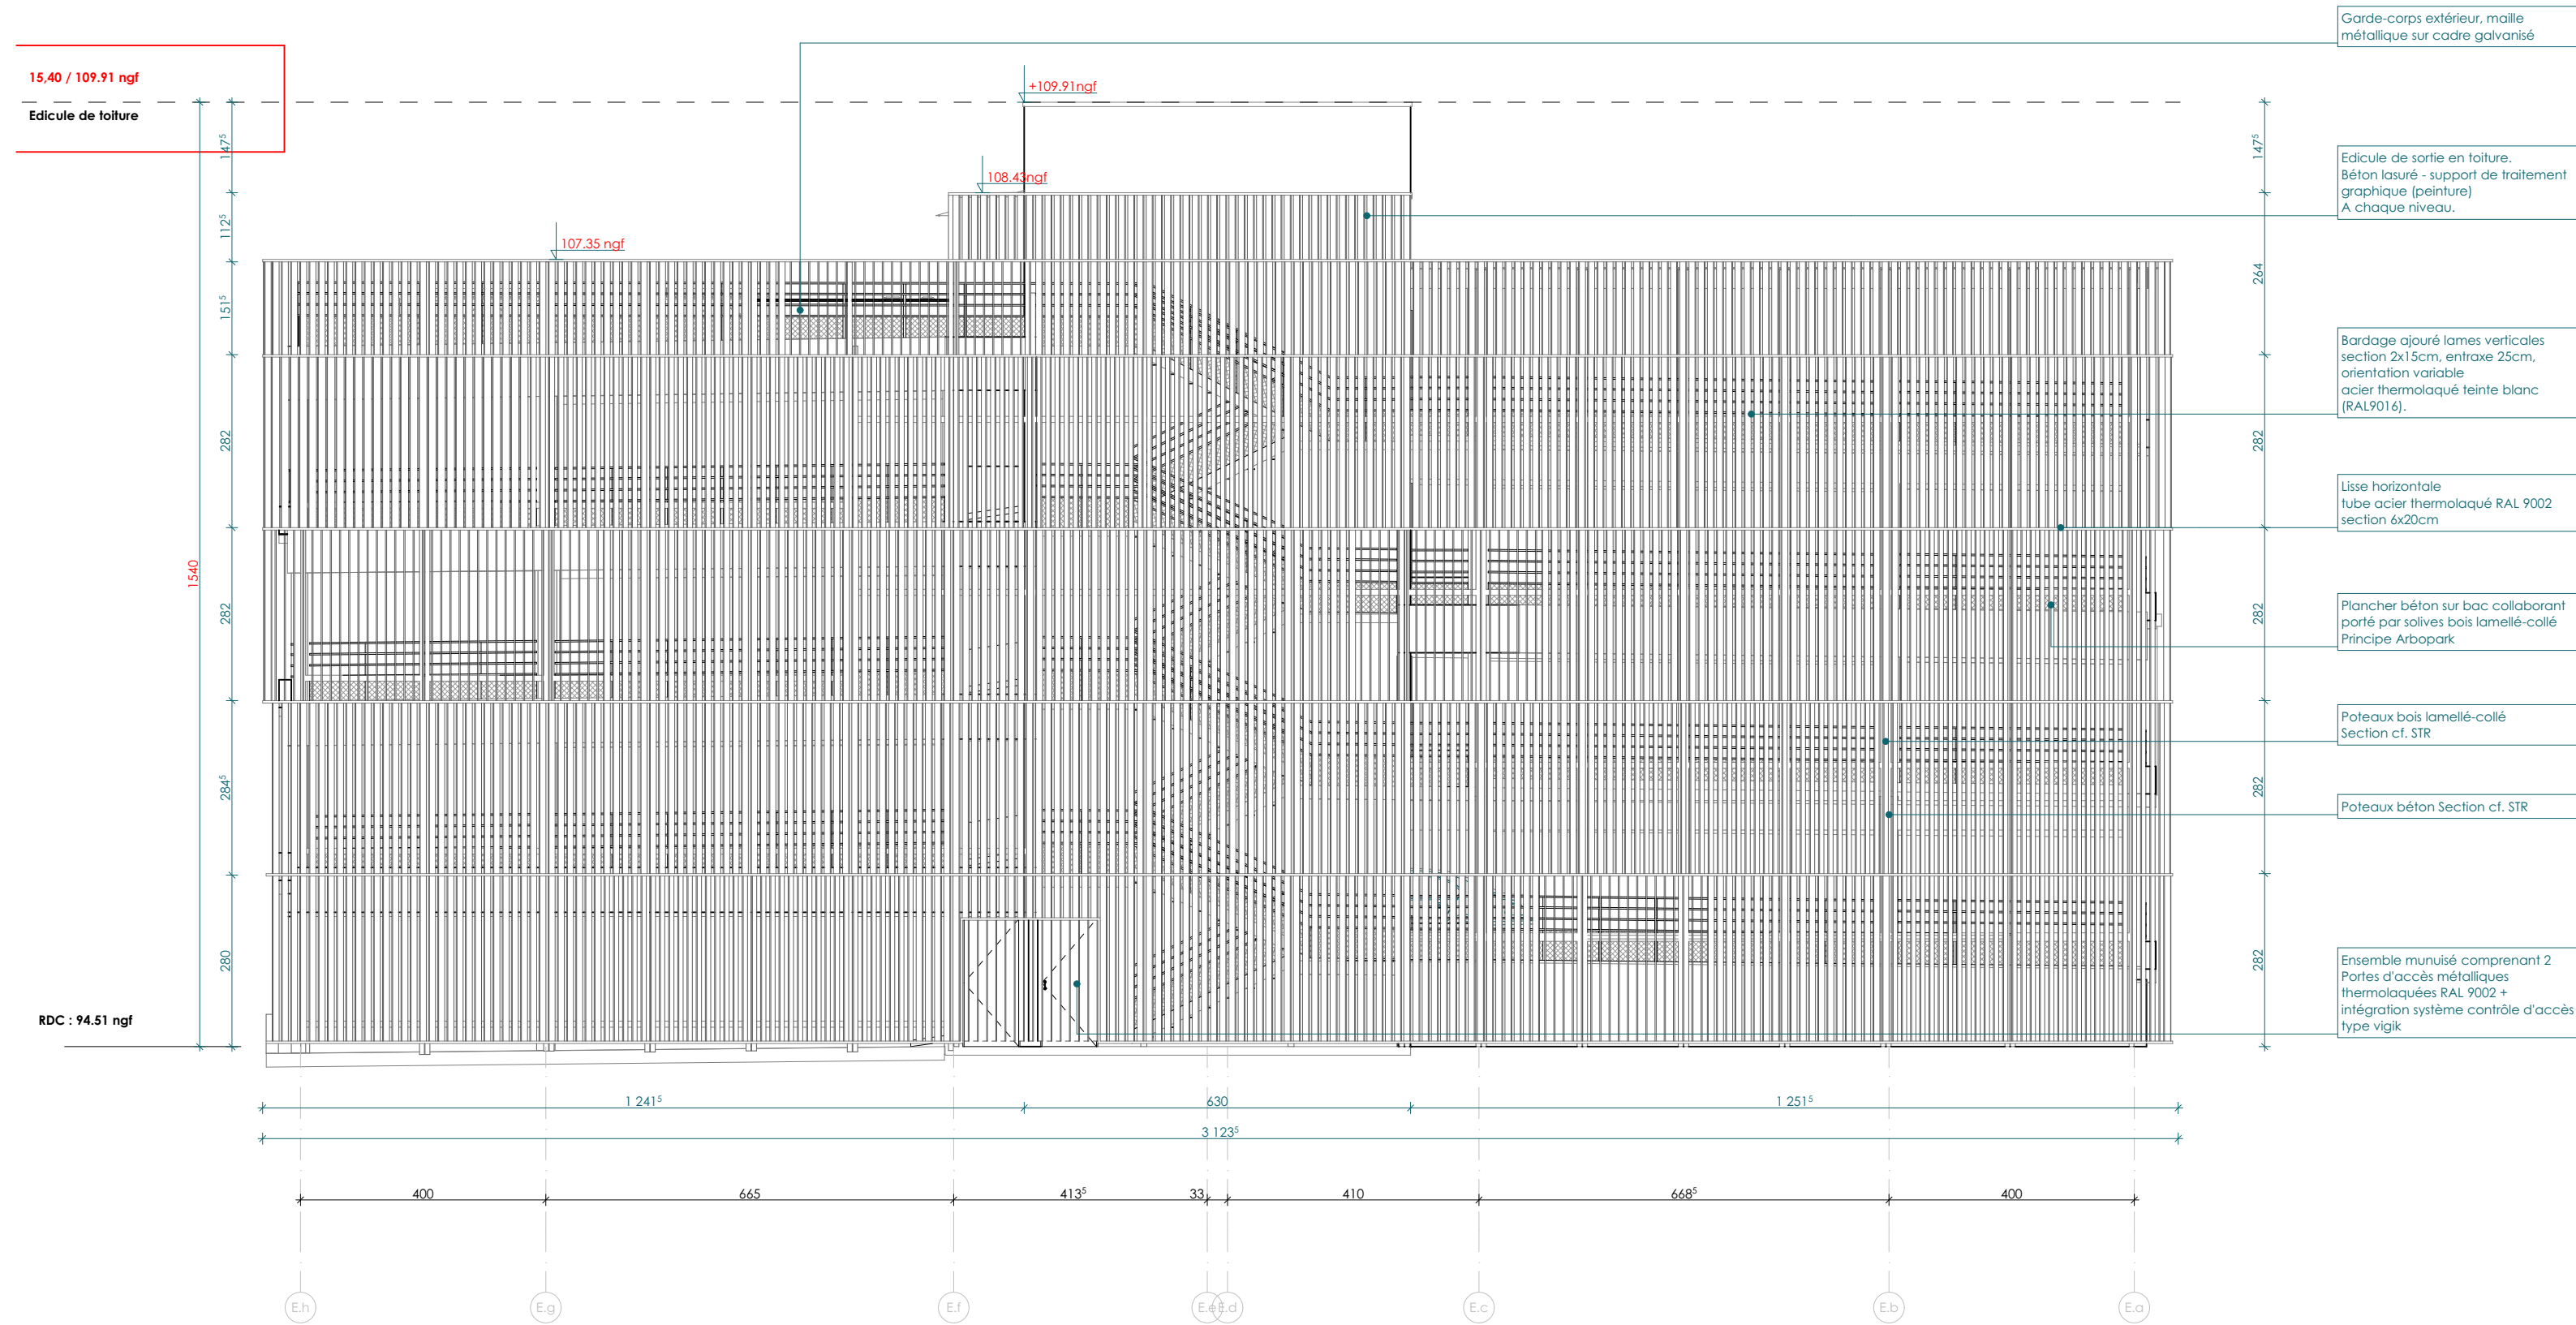 Garde-corps extérieur, maille
métallique sur cadre galvanisé
15,40 / 109.91 ngf
Edicule de toiture
+109.91ngf
108.43ngf
107.35 ngf
Edicule de sortie en toiture.
Béton lasuré - support de traitement
graphique (peinture)
A chaque niveau.
Bardage ajouré lames verticales
section 2x15cm, entraxe 25cm,
orientation variable
acier thermolaqué teinte blanc
(RAL9016).
Lisse horizontale
tube acier thermolaqué RAL 9002
section 6x20cm
Plancher béton sur bac collaborant
porté par solives bois lamellé-collé
Principe Arbopark
Poteaux bois lamellé-collé
Section cf. STR
Poteaux béton Section cf. STR
Ensemble munuisé comprenant 2
Portes d'accès métalliques
thermolaquées RAL 9002 +
intégration système contrôle d'accès
type vigik
1540
147⁵
112⁵
151⁵
282
282
284⁵
280
147⁵
264
282
282
282
282
RDC : 94.51 ngf
1 241⁵
630
1 251⁵
3 123⁵
400
665
413⁵
33
410
668⁵
400
E.h
E.g
E.f
E.e
E.d
E.c
E.b
E.a